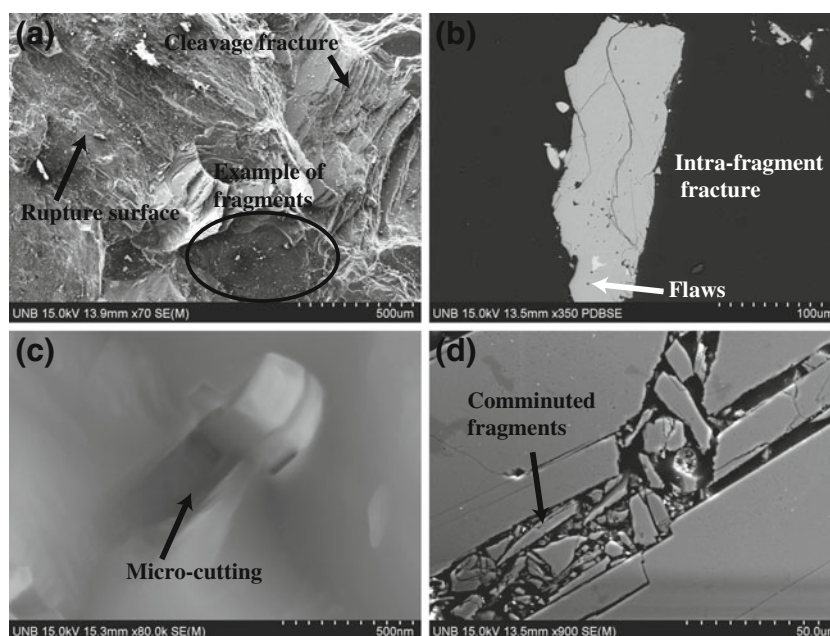 (a)
Cleavage fracture
Example of
fragments
Rupture surface
UNB 15.0kV 13.9mm x70 SE(M)
500um
(b)
Intra-fragment
fracture
Flaws
UNB 15.0kV 13.5mm x350 PDBSE
100um
(c)
Micro-cutting
UNB 15.0kV 15.3mm x80.0k SE(M)
500nm
(d)
Comminuted
fragments
UNB 15.0kV 13.5mm x900 SE(M)
50.0um